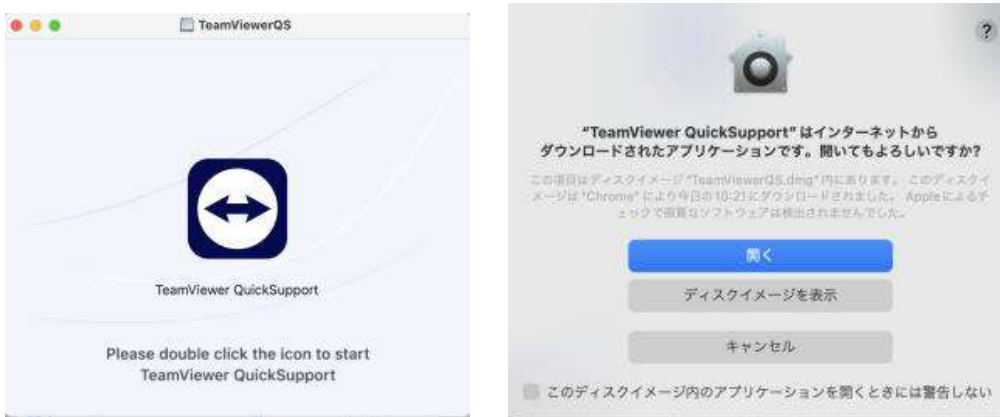 TeamViewerQS
TeamViewer QuickSupport
Please double click the icon to start
TeamViewer QuickSupport
?
"TeamViewer QuickSupport" はインターネットから
ダウンロードされたアプリケーションです。開いてもよろしいですか?
この項目はディスクイメージ "TeamViewerQS.dmg" 内にあります。 このディスクイ
メージは "Chrome" により今日の10:21にダウンロードされました。 Appleによるチ
ェックで悪質なソフトウェアは検出されませんでした。
開く
ディスクイメージを表示
キャンセル
このディスクイメージ内のアプリケーションを開くときには警告しない